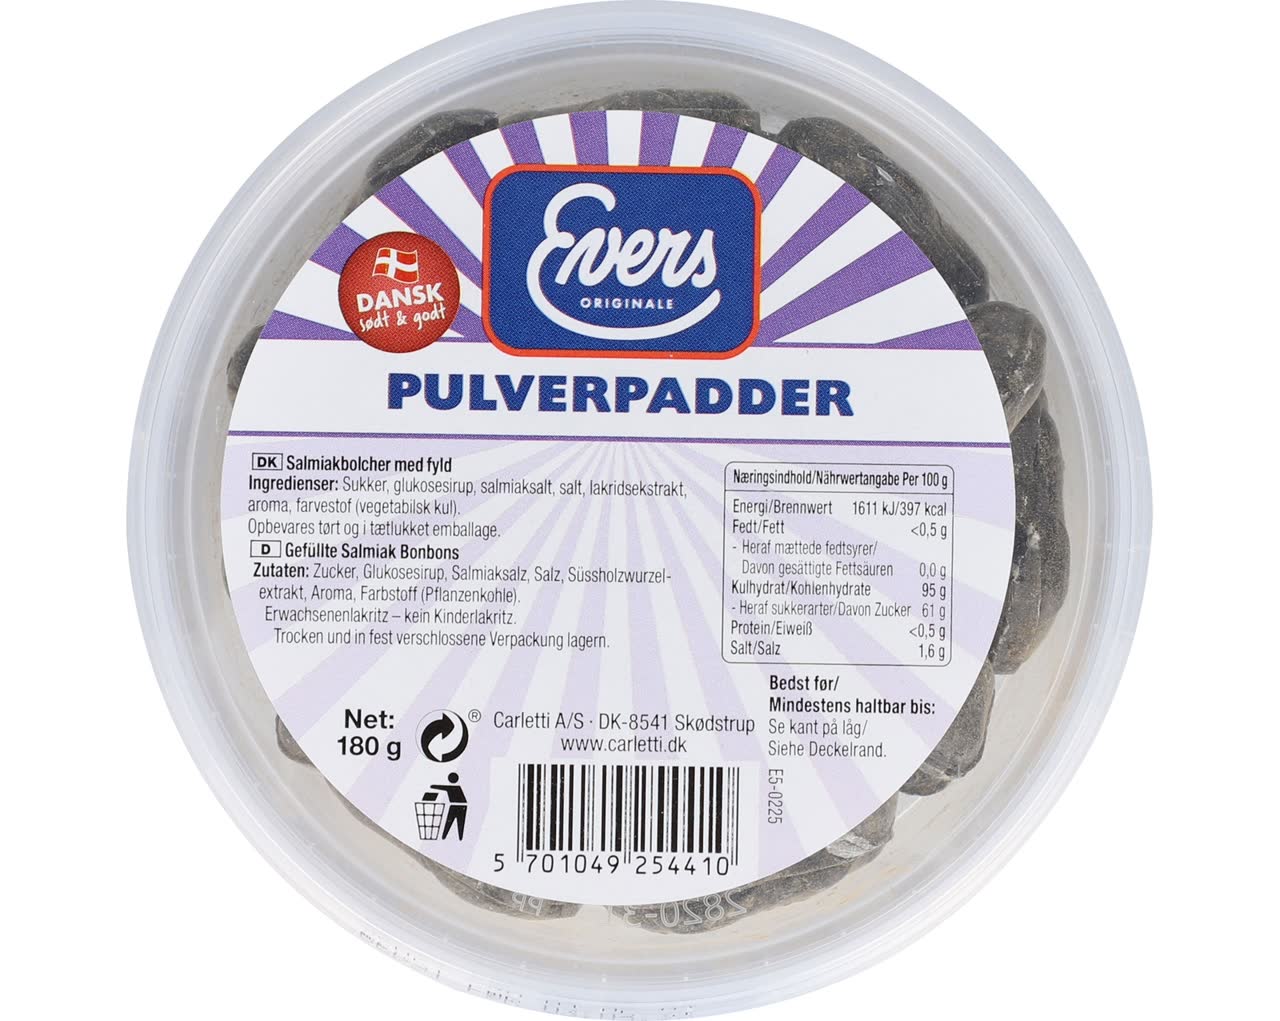 Evers
ORIGINALE
DANSK
sødt & godt
PULVERPADDER
DK Salmiakbolcher med fyld
Ingredienser: Sukker, glukosesirup, salmiaksalt, salt, lakridsekstrakt,
aroma, farvestof (vegetabilsk kul).
Opbevares tørt og i tætlukket emballage.
D Gefüllte Salmiak Bonbons
Zutaten: Zucker, Glukosesirup, Salmiaksalz, Salz, Süssholzwurzel-
extrakt, Aroma, Farbstoff (Pflanzenkohle).
Erwachsenenlakritz – kein Kinderlakritz.
Trocken und in fest verschlossene Verpackung lagern.
Næringsindhold/Nährwertangabe Per 100 g
Energi/Brennwert 1611 kJ/397 kcal
Fedt/Fett <0,5 g
- Heraf mættede fedtsyrer/
Davon gesättigte Fettsäuren 0,0 g
Kulhydrat/Kohlenhydrate 95 g
- Heraf sukkerarter/Davon Zucker 61 g
Protein/Eiweiß <0,5 g
Salt/Salz 1,6 g
Bedst før/
Mindestens haltbar bis:
Se kant på låg/
Siehe Deckelrand.
E5-0225
Net:
180 g
® Carletti A/S · DK-8541 Skødstrup
www.carletti.dk
5 701049 254410